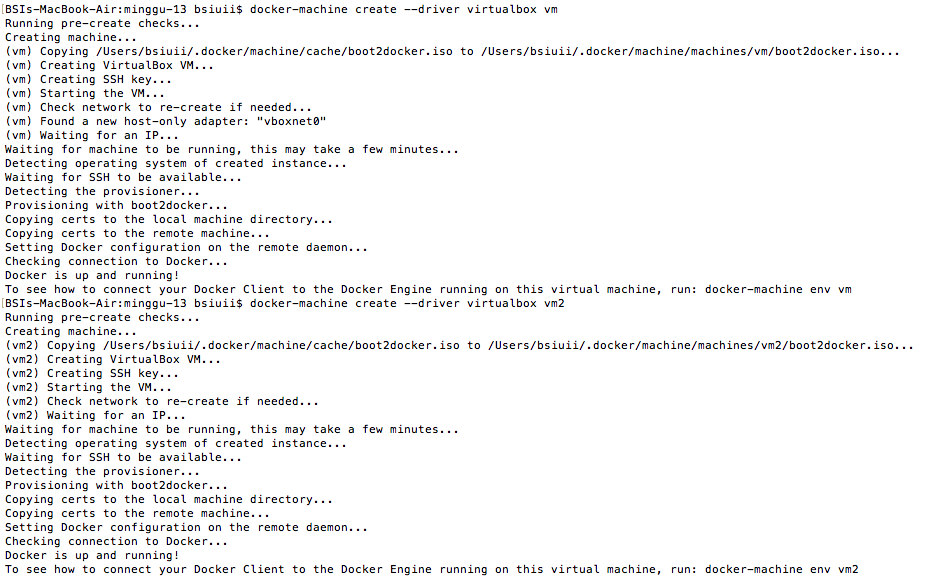 [BSIs-MacBook-Air:minggu-13 bsiuii$ docker-machine create --driver virtualbox vm
Running pre-create checks...
Creating machine...
(vm) Copying /Users/bsiuii/.docker/machine/cache/boot2docker.iso to /Users/bsiuii/.docker/machine/machines/vm/boot2docker.iso...
(vm) Creating VirtualBox VM...
(vm) Creating SSH key...
(vm) Starting the VM...
(vm) Check network to re-create if needed...
(vm) Found a new host-only adapter: "vboxnet0"
(vm) Waiting for an IP...
Waiting for machine to be running, this may take a few minutes...
Detecting operating system of created instance...
Waiting for SSH to be available...
Detecting the provisioner...
Provisioning with boot2docker...
Copying certs to the local machine directory...
Copying certs to the remote machine...
Setting Docker configuration on the remote daemon...
Checking connection to Docker...
Docker is up and running!
To see how to connect your Docker Client to the Docker Engine running on this virtual machine, run: docker-machine env vm
[BSIs-MacBook-Air:minggu-13 bsiuii$ docker-machine create --driver virtualbox vm2
Running pre-create checks...
Creating machine...
(vm2) Copying /Users/bsiuii/.docker/machine/cache/boot2docker.iso to /Users/bsiuii/.docker/machine/machines/vm2/boot2docker.iso...
(vm2) Creating VirtualBox VM...
(vm2) Creating SSH key...
(vm2) Starting the VM...
(vm2) Check network to re-create if needed...
(vm2) Waiting for an IP...
Waiting for machine to be running, this may take a few minutes...
Detecting operating system of created instance...
Waiting for SSH to be available...
Detecting the provisioner...
Provisioning with boot2docker...
Copying certs to the local machine directory...
Copying certs to the remote machine...
Setting Docker configuration on the remote daemon...
Checking connection to Docker...
Docker is up and running!
To see how to connect your Docker Client to the Docker Engine running on this virtual machine, run: docker-machine env vm2